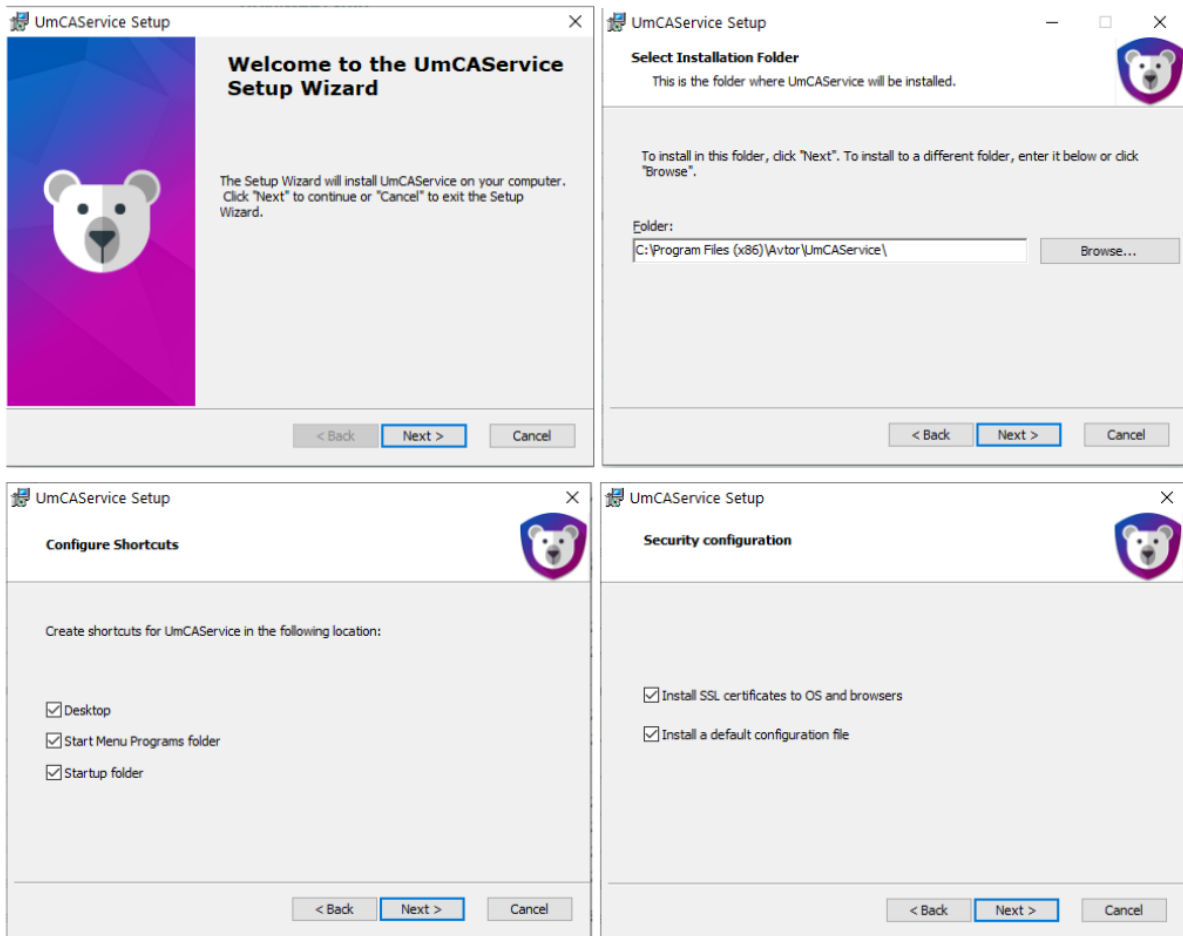 UmCAService Setup
Welcome to the UmCAService
Setup Wizard
The Setup Wizard will install UmCAService on your computer.
Click "Next" to continue or "Cancel" to exit the Setup
Wizard.
< Back
Next >
Cancel
UmCAService Setup
Select Installation Folder
This is the folder where UmCAService will be installed.
To install in this folder, click "Next". To install to a different folder, enter it below or click
"Browse".
Folder:
C:\Program Files (x86)\Avtor\UmCAService\
Browse...
< Back
Next >
Cancel
UmCAService Setup
Configure Shortcuts
Create shortcuts for UmCAService in the following location:
Desktop
Start Menu Programs folder
Startup folder
< Back
Next >
Cancel
UmCAService Setup
Security configuration
Install SSL certificates to OS and browsers
Install a default configuration file
< Back
Next >
Cancel